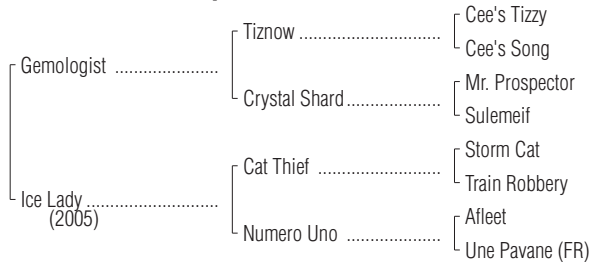 Cee's Tizzy
Tiznow ..................................
Cee's Song
Gemologist ........................
Mr. Prospector
Crystal Shard ......................
Sulemeif
Storm Cat
Cat Thief ............................
Train Robbery
Ice Lady ...............................
(2005)
Afleet
Numero Uno ......................
Une Pavane (FR)